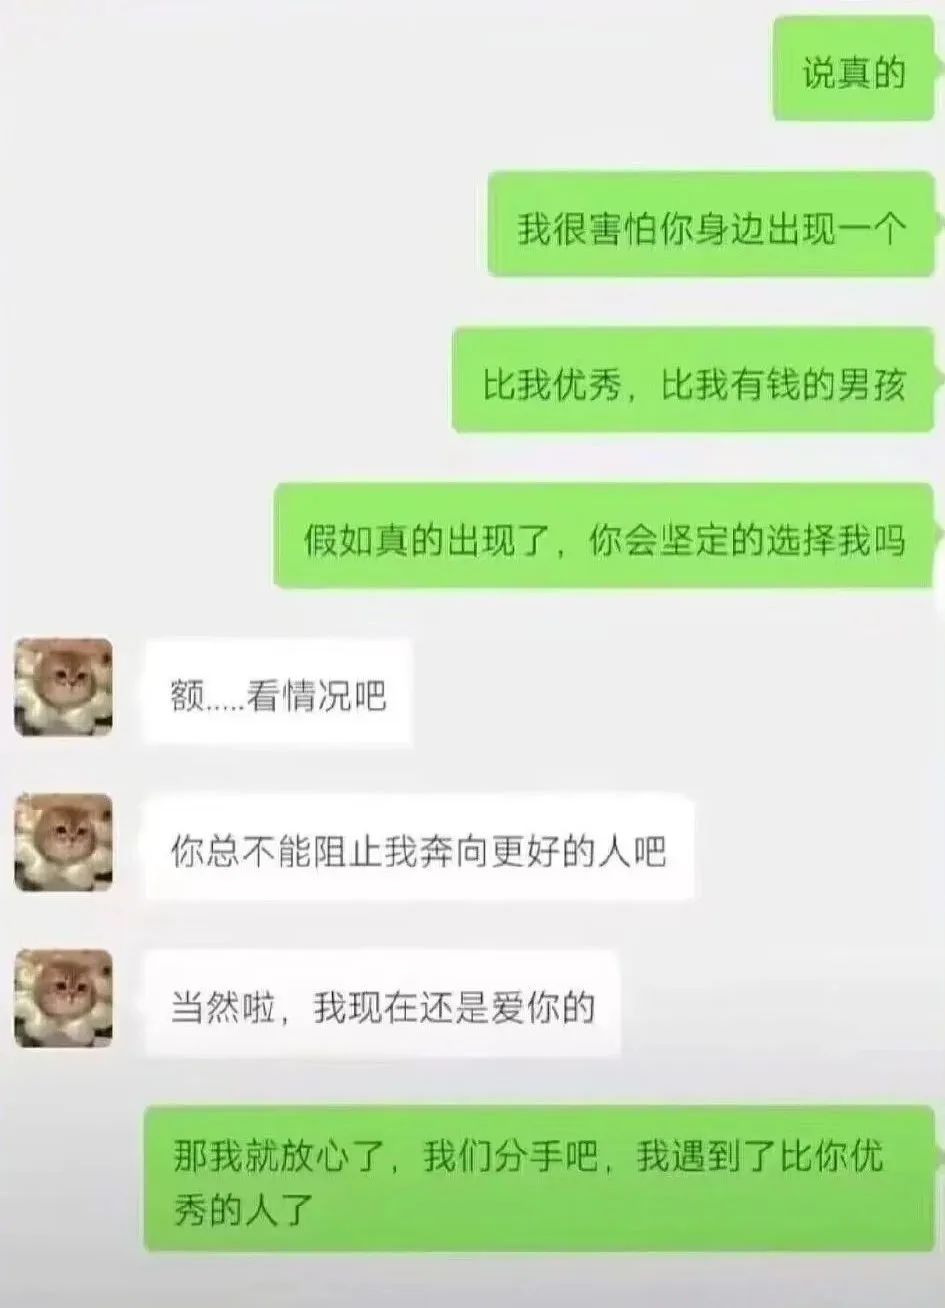 说真的
我很害怕你身边出现一个
比我优秀，比我有钱的男孩
假如真的出现了，你会坚定的选择我吗
额.....看情况吧
你总不能阻止我奔向更好的人吧
当然啦，我现在还是爱你的
那我就放心了，我们分手吧，我遇到了比你优
秀的人了